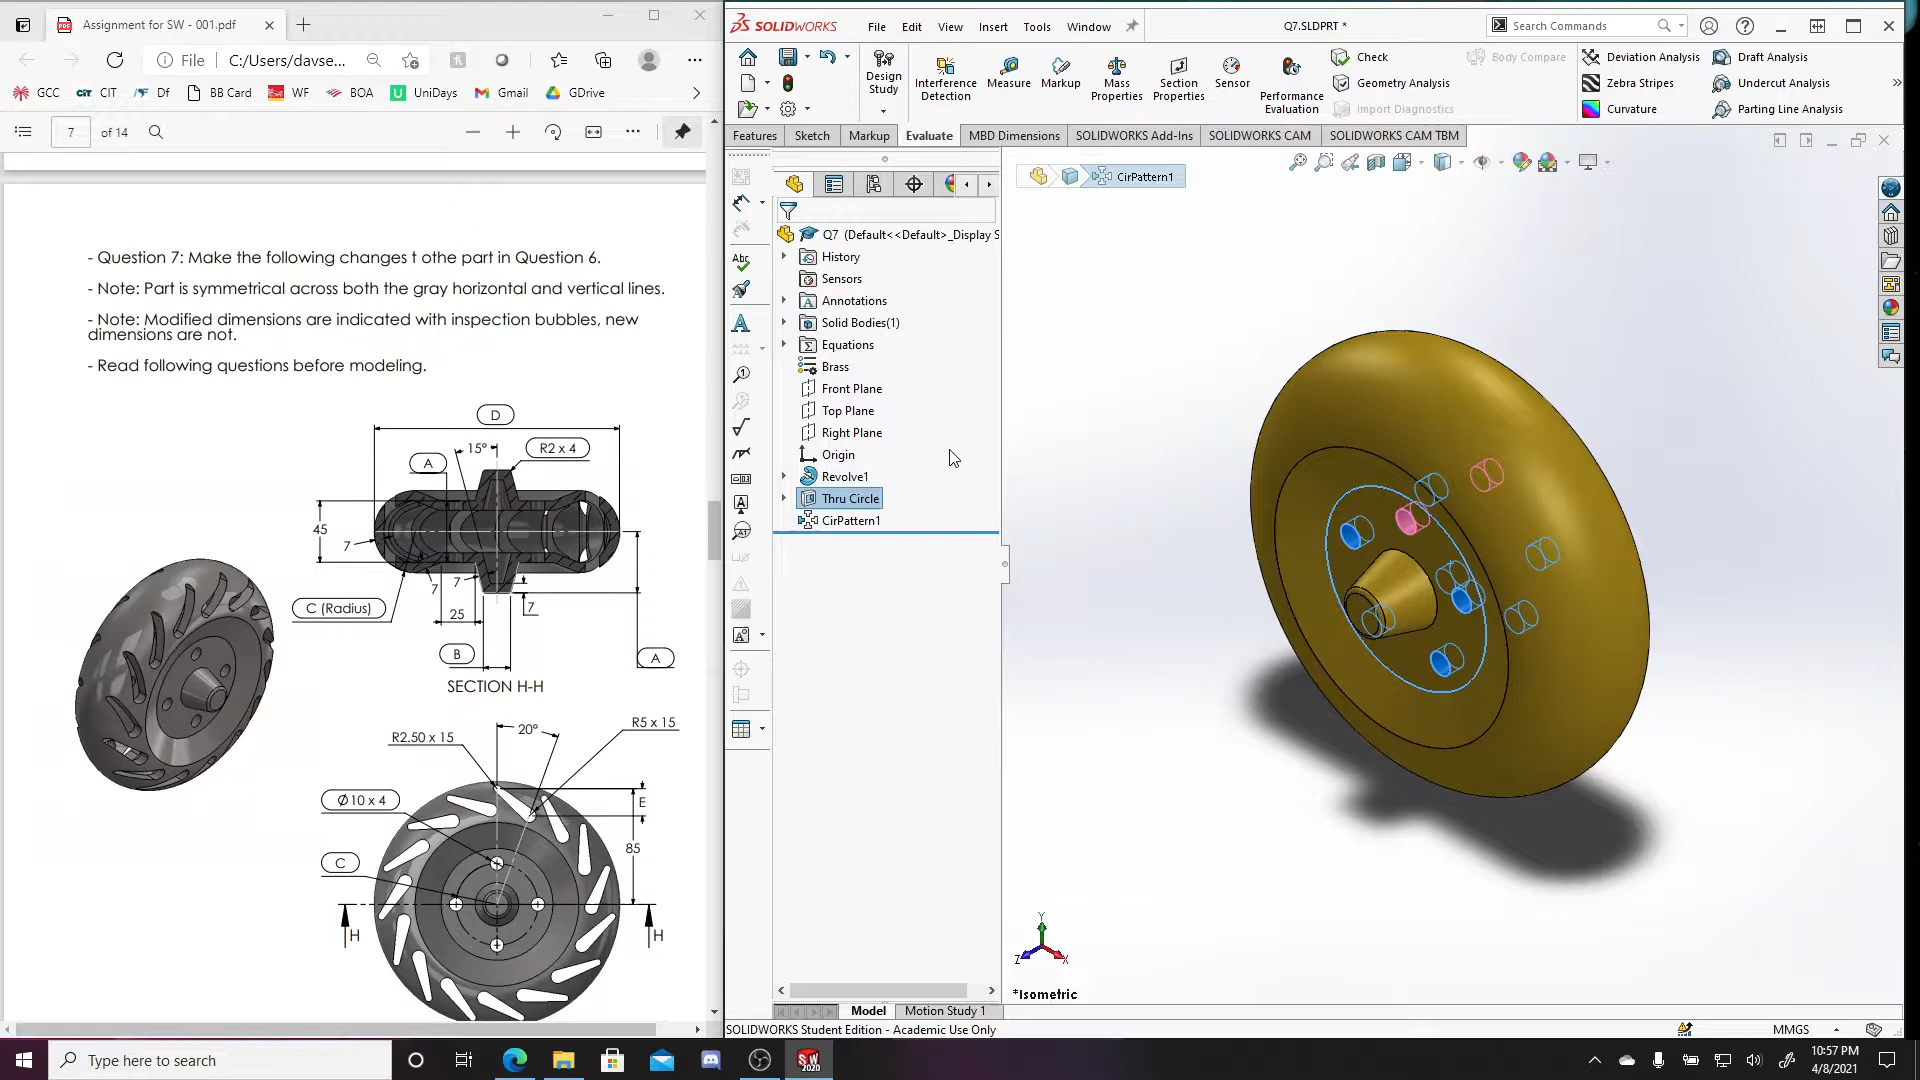 Assignment for SW - 001.pdf
File C:/Users/davse...
GCC CIT Df BB Card WF BOA UniDays Gmail GDrive
7 of 14
- Question 7: Make the following changes t othe part in Question 6.
- Note: Part is symmetrical across both the gray horizontal and vertical lines.
- Note: Modified dimensions are indicated with inspection bubbles, new
dimensions are not.
- Read following questions before modeling.
D
15°
R2 x 4
A
45
7
7
7
7
C (Radius)
25
B
A
SECTION H-H
20°
R5 x 15
R2.50 x 15
Ø10 x 4
E
85
C
H
H
SOLIDWORKS File Edit View Insert Tools Window Q7.SLDPRT * Search Commands
Design
Study
Interference
Detection
Measure
Markup
Mass
Properties
Section
Properties
Sensor
Performance
Evaluation
Check
Geometry Analysis
Import Diagnostics
Body Compare
Deviation Analysis
Zebra Stripes
Curvature
Draft Analysis
Undercut Analysis
Parting Line Analysis
Features Sketch Markup Evaluate MBD Dimensions SOLIDWORKS Add-Ins SOLIDWORKS CAM SOLIDWORKS CAM TBM
CirPattern1
Q7 (Default<<Default>_Display S
History
Sensors
Annotations
Solid Bodies(1)
Equations
Brass
Front Plane
Top Plane
Right Plane
Origin
Revolve1
Thru Circle
CirPattern1
Abc
Y
Z
X
*Isometric
Model Motion Study 1
SOLIDWORKS Student Edition - Academic Use Only
MMGS
Type here to search
SW
2020
10:57 PM
4/8/2021